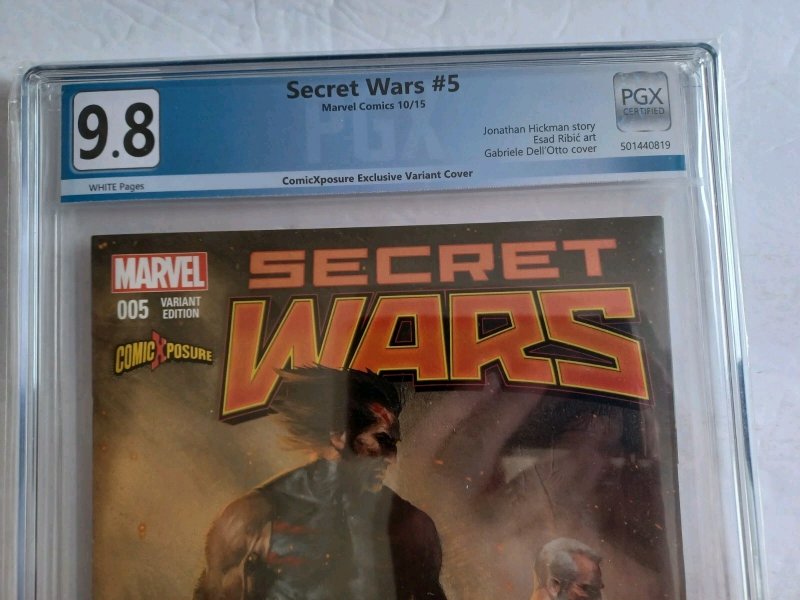 Secret Wars #5
Marvel Comics 10/15
9.8
WHITE Pages
PGX
Jonathan Hickman story
Esad Ribić art
Gabriele Dell'Otto cover
ComicXposure Exclusive Variant Cover
PGX
CERTIFIED
501440819
MARVEL
005 VARIANT EDITION
COMICXPOSURE
SECRET
WARS